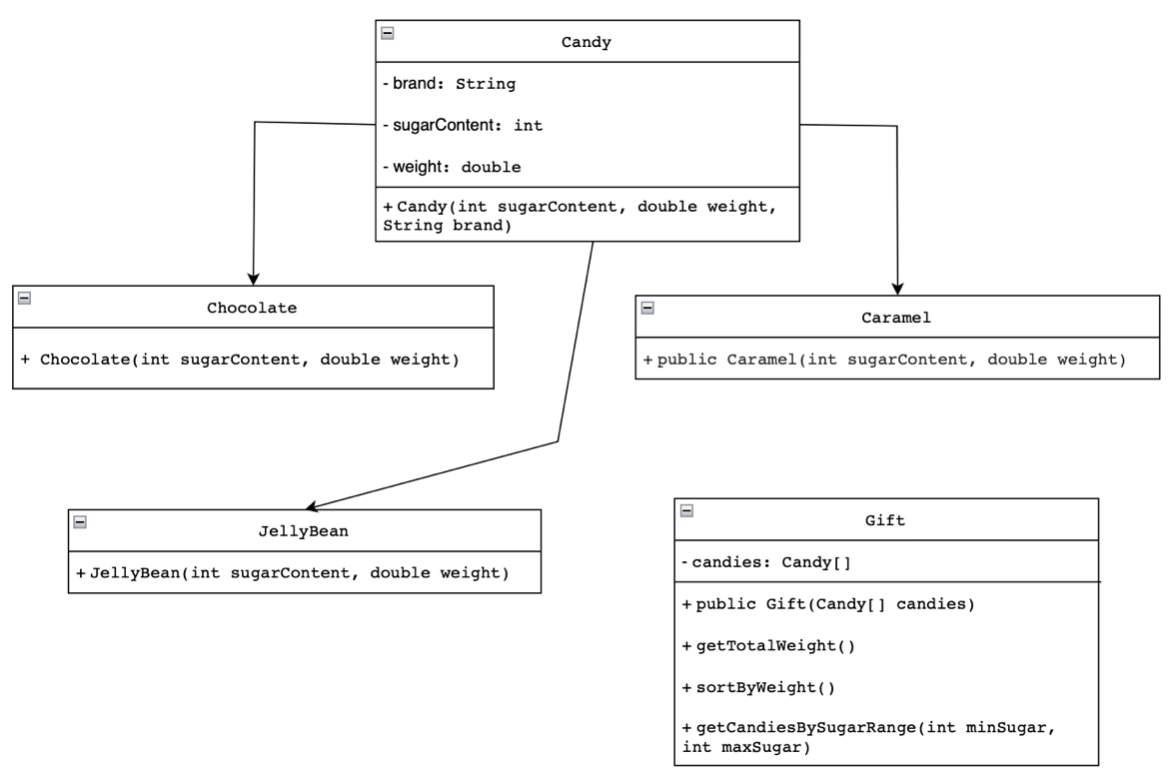 Candy
- brand: String
- sugarContent: int
- weight: double
+ Candy(int sugarContent, double weight,
String brand)
Chocolate
+ Chocolate(int sugarContent, double weight)
Caramel
+ public Caramel(int sugarContent, double weight)
JellyBean
+ JellyBean(int sugarContent, double weight)
Gift
- candies: Candy[]
+ public Gift(Candy[] candies)
+ getTotalWeight()
+ sortByWeight()
+ getCandiesBySugarRange(int minSugar,
int maxSugar)